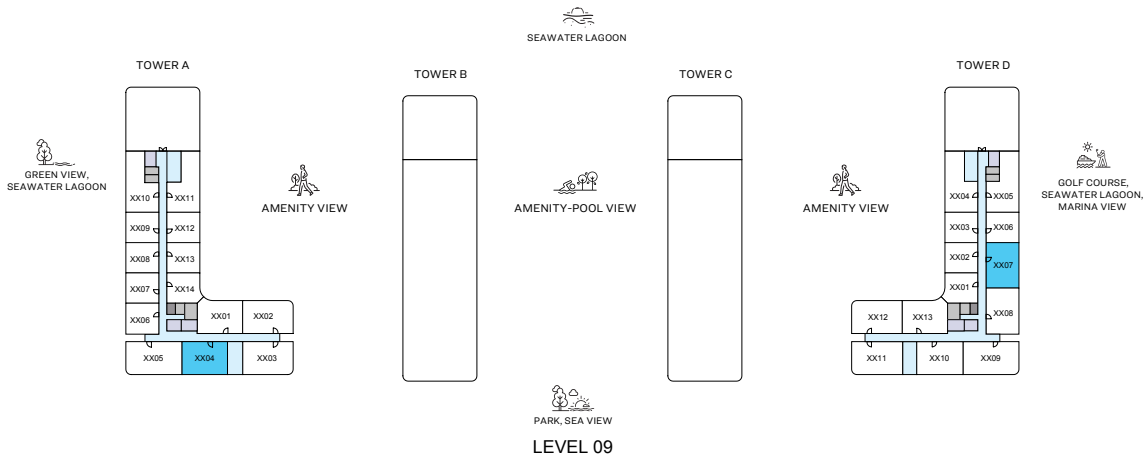 SEAWATER LAGOON
TOWER A
TOWER B
TOWER C
TOWER D
GREEN VIEW,
SEAWATER LAGOON
AMENITY VIEW
AMENITY-POOL VIEW
AMENITY VIEW
GOLF COURSE,
SEAWATER LAGOON,
MARINA VIEW
XX10 XX11
XX09 XX12
XX08 XX13
XX07 XX14
XX06 XX01 XX02
XX05 XX04 XX03
XX04 XX05
XX03 XX06
XX02 XX07
XX01
XX12 XX13 XX08
XX11 XX10 XX09
PARK, SEA VIEW
LEVEL 09